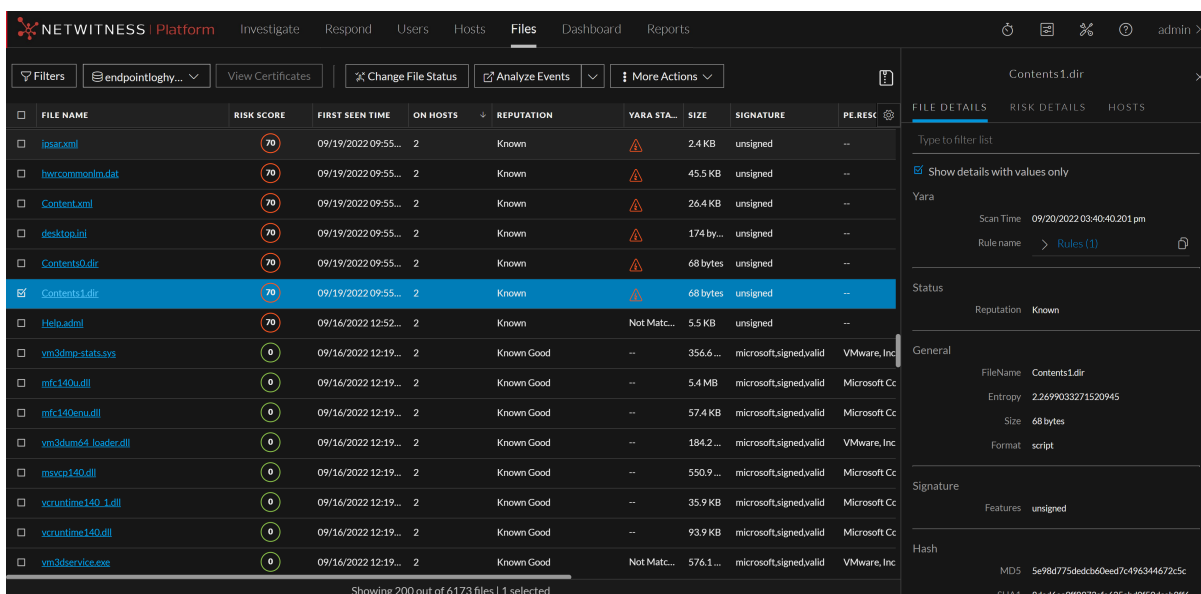 NETWITNESS Platform Investigate Respond Users Hosts Files Dashboard Reports admin
Filters endpointloghy... View Certificates Change File Status Analyze Events More Actions
FILE NAME RISK SCORE FIRST SEEN TIME ON HOSTS REPUTATION YARA STA... SIZE SIGNATURE
ipsar.xml 70 09/19/2022 09:55... 2 Known 2.4 KB unsigned --
hwrcommonlm.dat 70 09/19/2022 09:55... 2 Known 45.5 KB unsigned --
Content.xml 70 09/19/2022 09:55... 2 Known 26.4 KB unsigned --
desktop.ini 70 09/19/2022 09:55... 2 Known 174 by... unsigned --
Contents0.dir 70 09/19/2022 09:55... 2 Known 68 bytes unsigned --
Contents1.dir 70 09/19/2022 09:55... 2 Known 68 bytes unsigned --
Help.adml 70 09/16/2022 12:52... 2 Known Not Matc... 5.5 KB unsigned --
vm3dmp-stats.sys 0 09/16/2022 12:19... 2 Known Good -- 356.6 ... microsoft,signed,valid VMware, Inc
mfc140u.dll 0 09/16/2022 12:19... 2 Known Good -- 5.4 MB microsoft,signed,valid Microsoft Co
mfc140enu.dll 0 09/16/2022 12:19... 2 Known Good -- 57.4 KB microsoft,signed,valid Microsoft Co
vm3dum64_loader.dll 0 09/16/2022 12:19... 2 Known Good -- 184.2 ... microsoft,signed,valid VMware, Inc
msvcp140.dll 0 09/16/2022 12:19... 2 Known Good -- 550.9 ... microsoft,signed,valid Microsoft Co
vcruntime140_1.dll 0 09/16/2022 12:19... 2 Known Good -- 35.9 KB microsoft,signed,valid Microsoft Co
vcruntime140.dll 0 09/16/2022 12:19... 2 Known Good -- 93.9 KB microsoft,signed,valid Microsoft Co
vm3dservice.exe 0 09/16/2022 12:19... 2 Known Good Not Matc... 576.1 ... microsoft,signed,valid VMware, Inc
Showing 200 out of 6173 files | 1 selected
Contents1.dir
FILE DETAILS RISK DETAILS HOSTS
Type to filter list
Show details with values only
Yara
Scan Time 09/20/2022 03:40:40.201 pm
Rule name Rules (1)
Status
Reputation Known
General
FileName Contents1.dir
Entropy 2.2699033271520945
Size 68 bytes
Format script
Signature
Features unsigned
Hash
MD5 5e98d775dedcb60eed7c496344672c5c